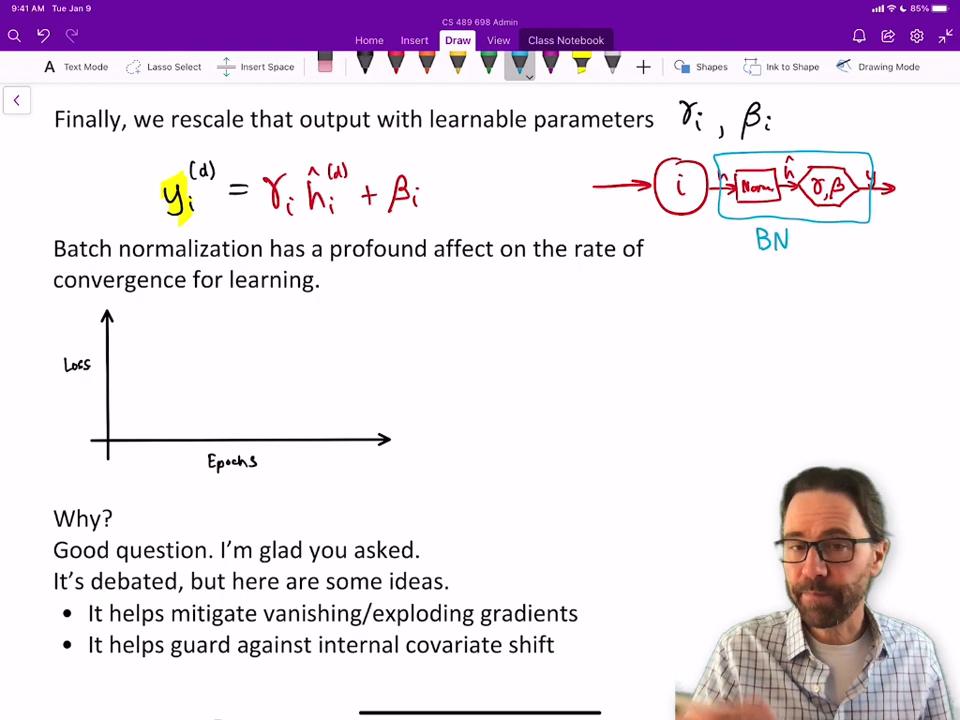 9:41 AM Tue Jan 9
85%
CS 489 698 Admin
Home Insert Draw View Class Notebook
A Text Mode Lasso Select Insert Space Shapes Ink to Shape Drawing Mode
Finally, we rescale that output with learnable parameters γi , βi
yi(d) = γi ĥi(d) + βi
i h Norm ĥ γ,β y
BN
Batch normalization has a profound affect on the rate of
convergence for learning.
Loss
Epochs
Why?
Good question. I'm glad you asked.
It's debated, but here are some ideas.
• It helps mitigate vanishing/exploding gradients
• It helps guard against internal covariate shift